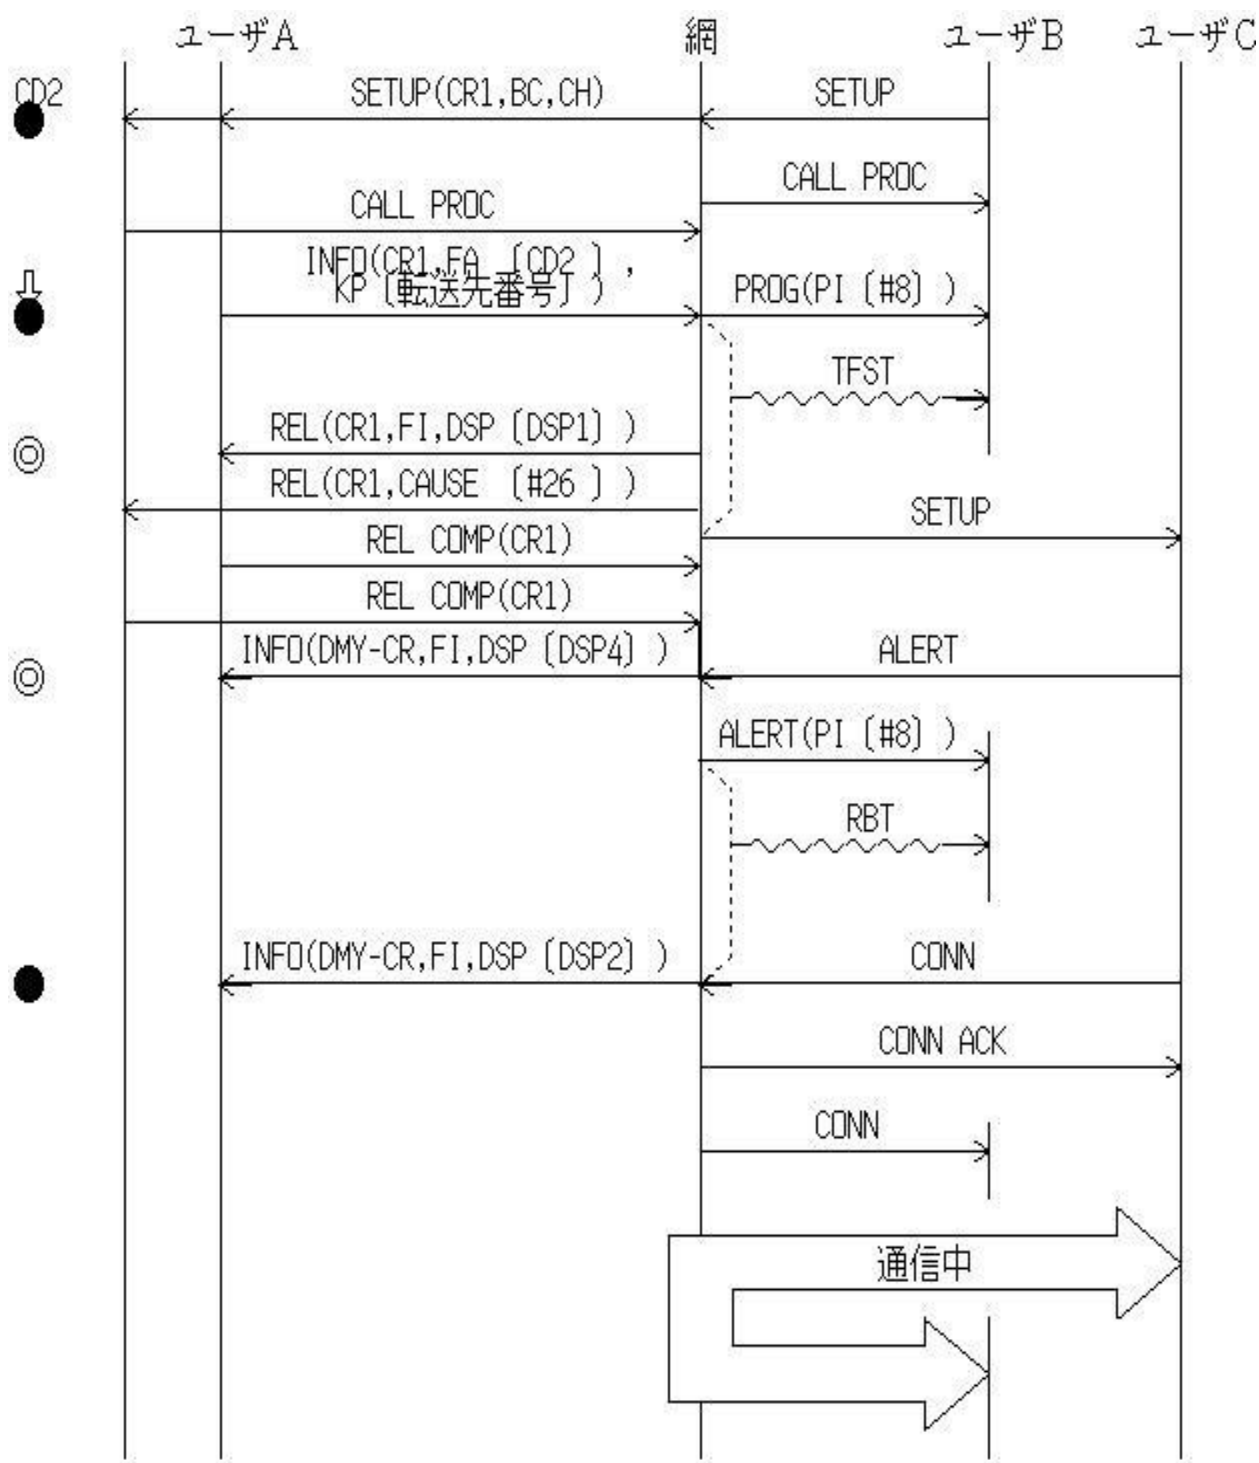 ユーザA 網 ユーザB ユーザC
CD2
SETUP(CR1,BC,CH) SETUP
CALL PROC
CALL PROC
INFO(CR1,FA 〔CD2 〕,
KP〔転送先番号〕) PROG(PI〔#8〕)
TFST
REL(CR1,FI,DSP〔DSP1〕)
REL(CR1,CAUSE 〔#26 〕)
SETUP
REL COMP(CR1)
REL COMP(CR1)
INFO(DMY-CR,FI,DSP〔DSP4〕) ALERT
ALERT(PI〔#8〕)
RBT
INFO(DMY-CR,FI,DSP〔DSP2〕) CONN
CONN ACK
CONN
通信中